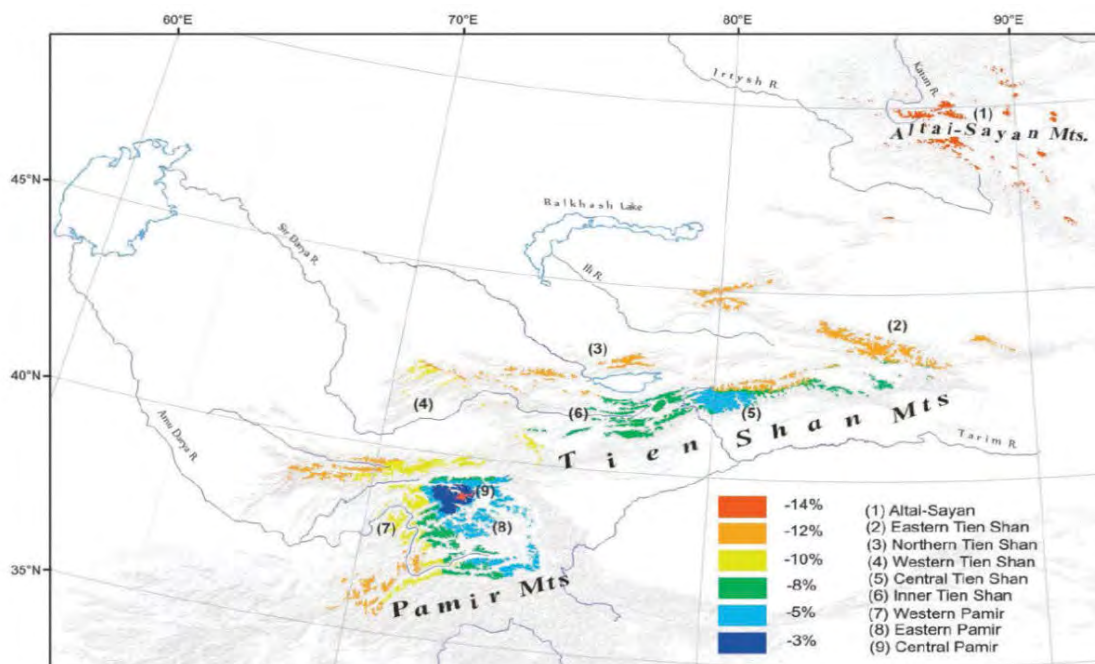 60°E
70°E
80°E
90°E
45°N
40°N
35°N
Irtysh R.
Katun R.
(1)
Altai-Sayan Mts.
Balkhash Lake
Sir Darya R.
Ili R.
(2)
(3)
(4)
(6)
(5)
Tien Shan Mts
Tarim R.
Amu Darya R.
(9)
(8)
(7)
Pamir Mts
-14%
-12%
-10%
-8%
-5%
-3%
(1) Altai-Sayan
(2) Eastern Tien Shan
(3) Northern Tien Shan
(4) Western Tien Shan
(5) Central Tien Shan
(6) Inner Tien Shan
(7) Western Pamir
(8) Eastern Pamir
(9) Central Pamir